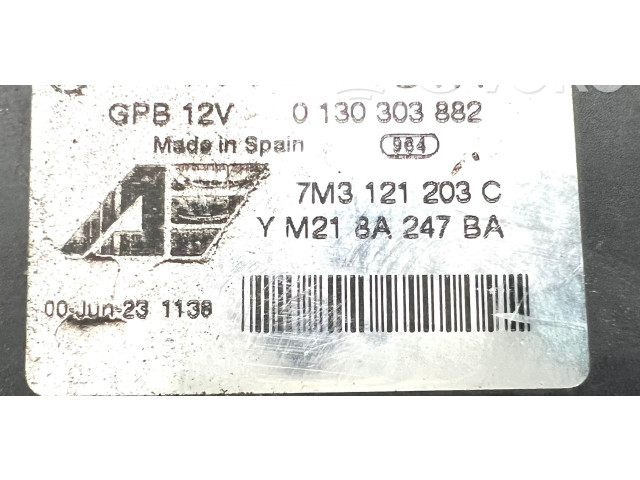 GPB 12V 0 130 303 882
Made in Spain 964
7M3 121 203 C
YM21 8A 247 BA
00-Jun-23 1138